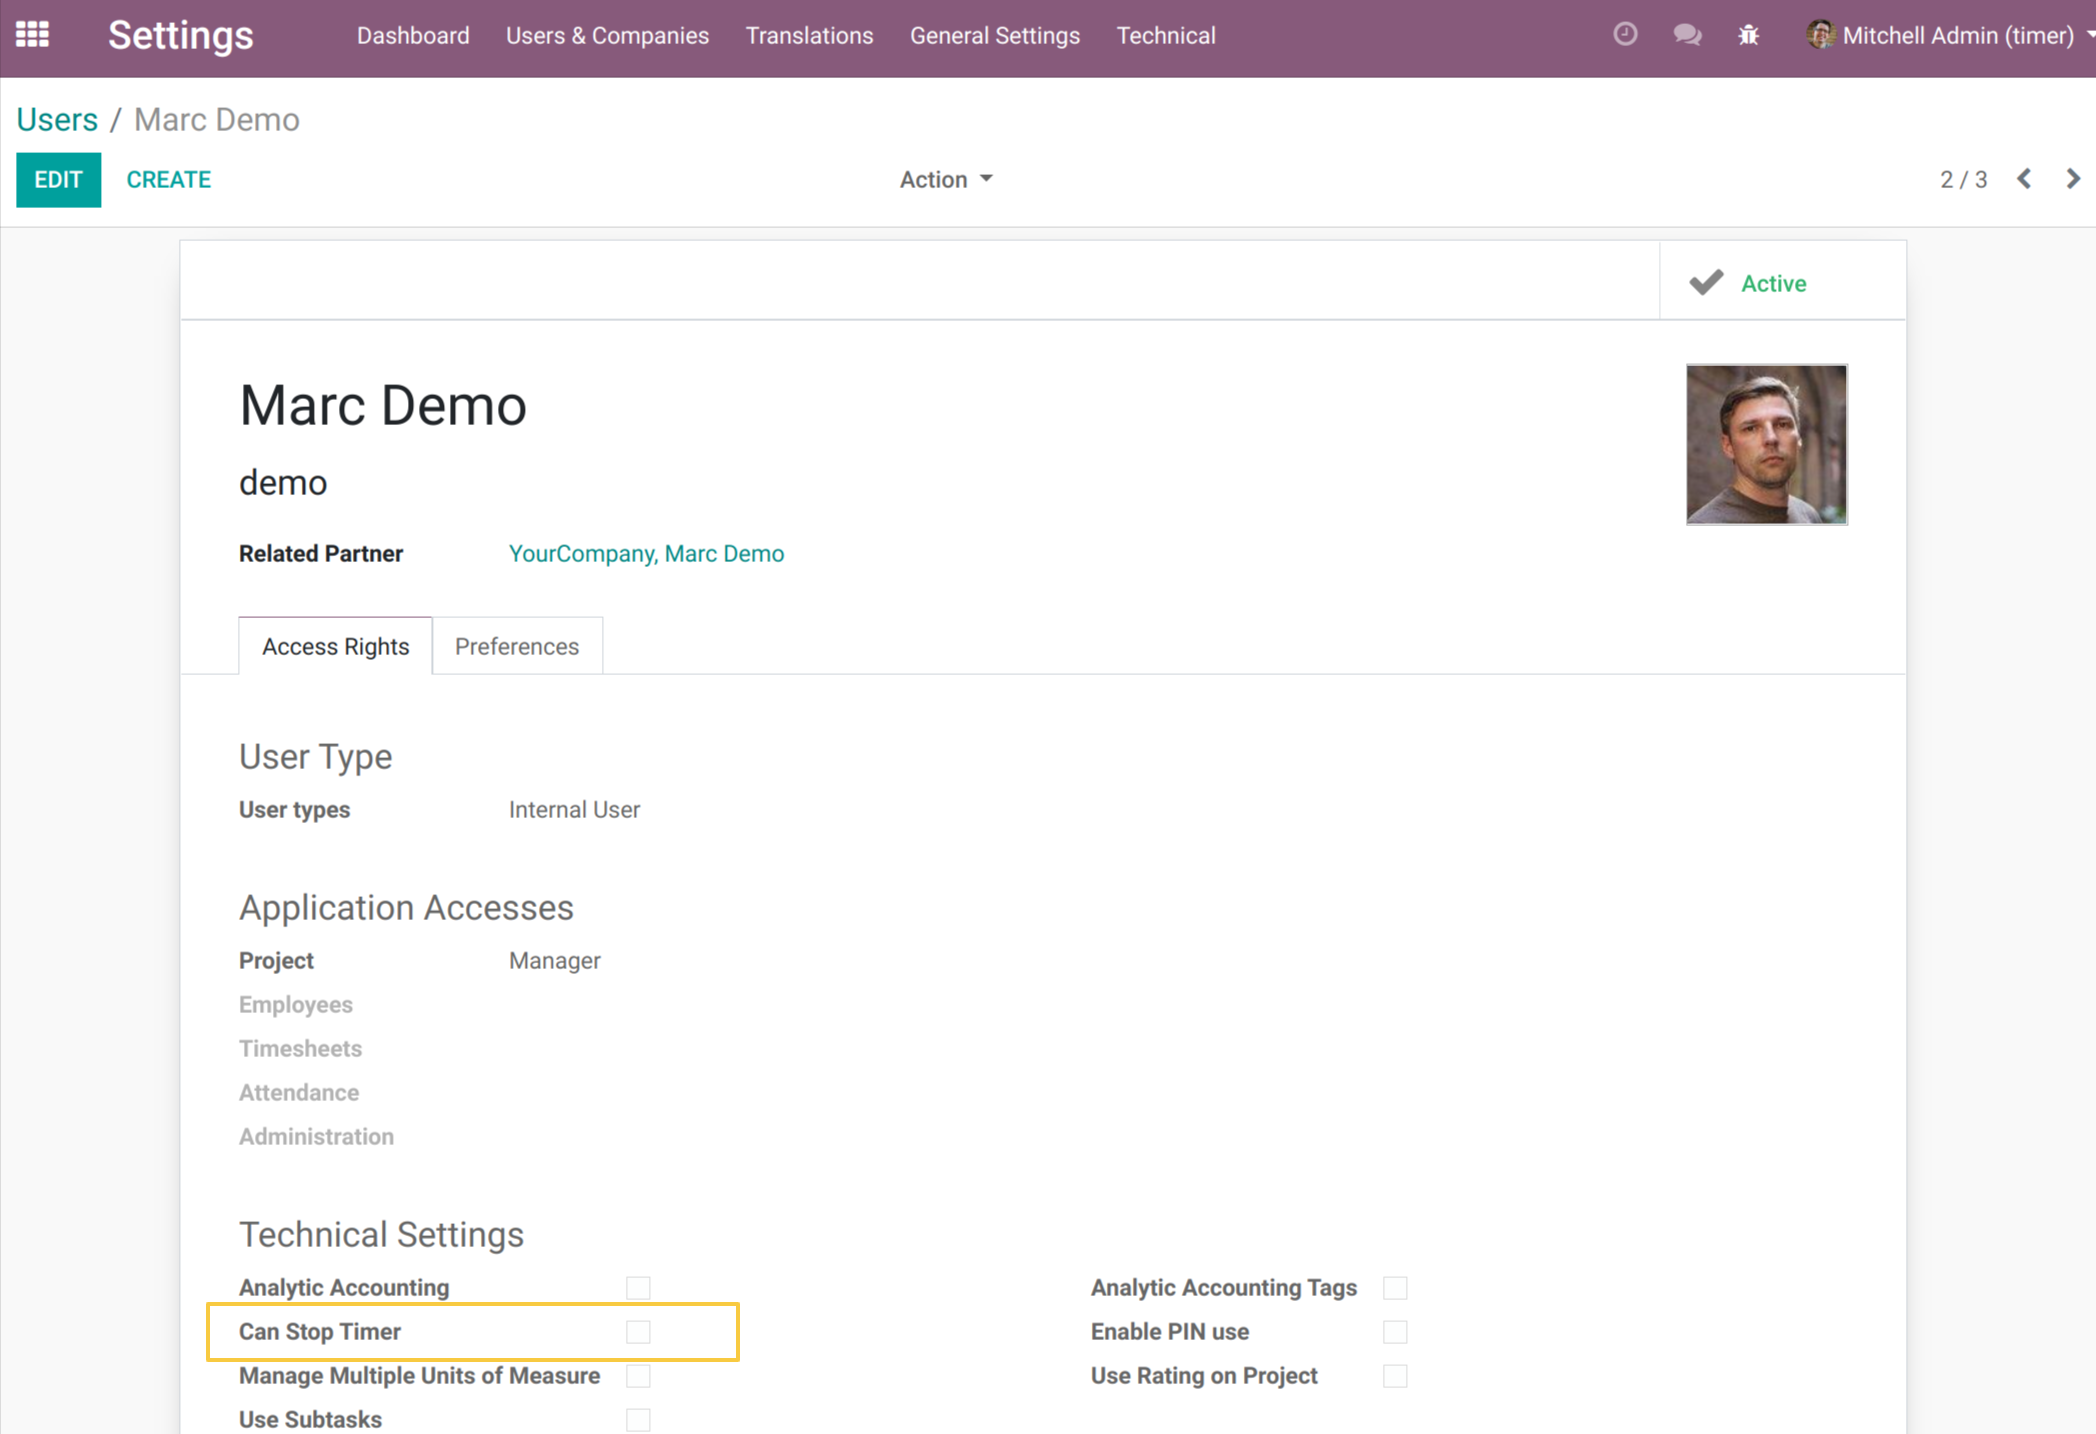 Settings Dashboard Users & Companies Translations General Settings Technical Mitchell Admin (timer)
Users / Marc Demo
EDIT CREATE Action 2 / 3
Active
Marc Demo
demo
Related Partner YourCompany, Marc Demo
Access Rights Preferences
User Type
User types Internal User
Application Accesses
Project Manager
Employees
Timesheets
Attendance
Administration
Technical Settings
Analytic Accounting Analytic Accounting Tags
Can Stop Timer Enable PIN use
Manage Multiple Units of Measure Use Rating on Project
Use Subtasks